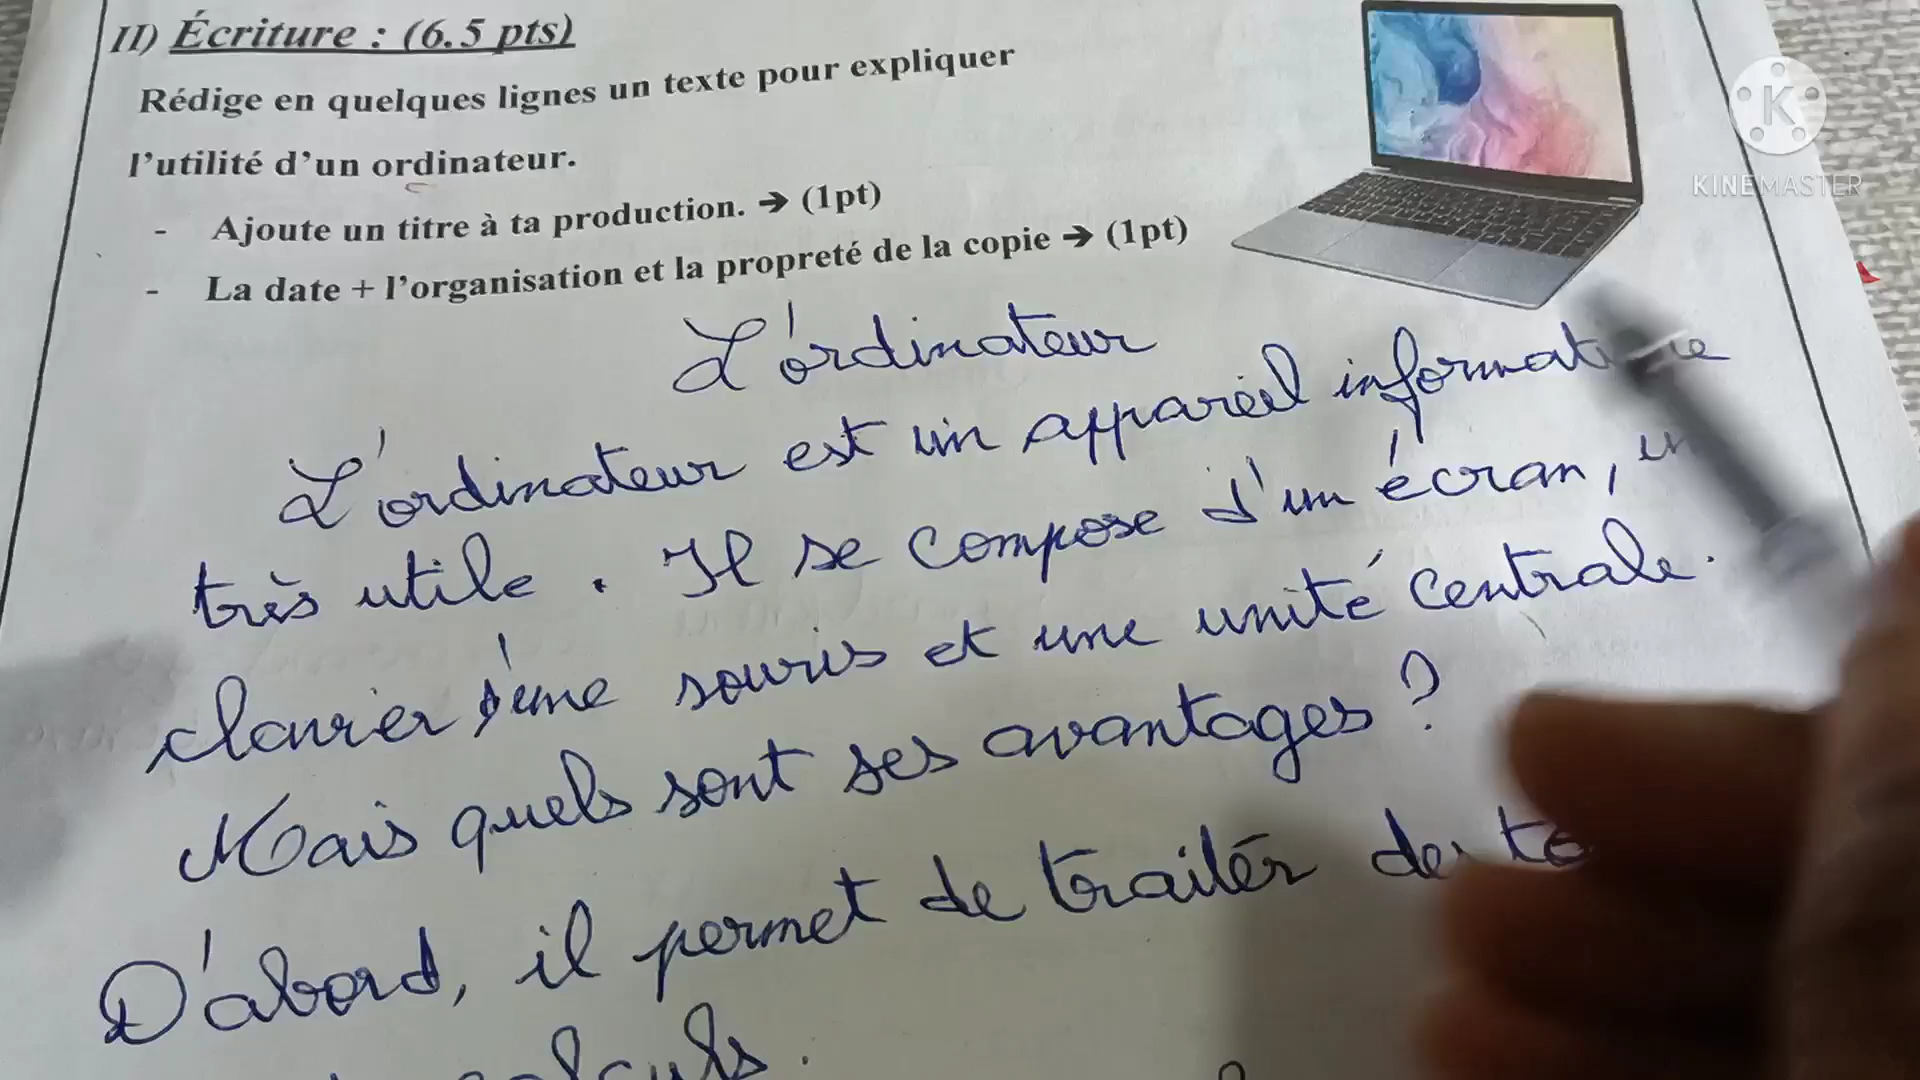 II) Écriture : (6.5 pts)
Rédige en quelques lignes un texte pour expliquer
l'utilité d'un ordinateur.
- Ajoute un titre à ta production. → (1pt)
- La date + l'organisation et la propreté de la copie → (1pt)
K
KINEMASTER
L'ordinateur
L'ordinateur est un appareil
très utile. Il se compose d'un écran, un
clavier d'une souris et une unité centrale.
Mais quels sont ses avantages ?
D'abord, il permet de traiter de
calculs.